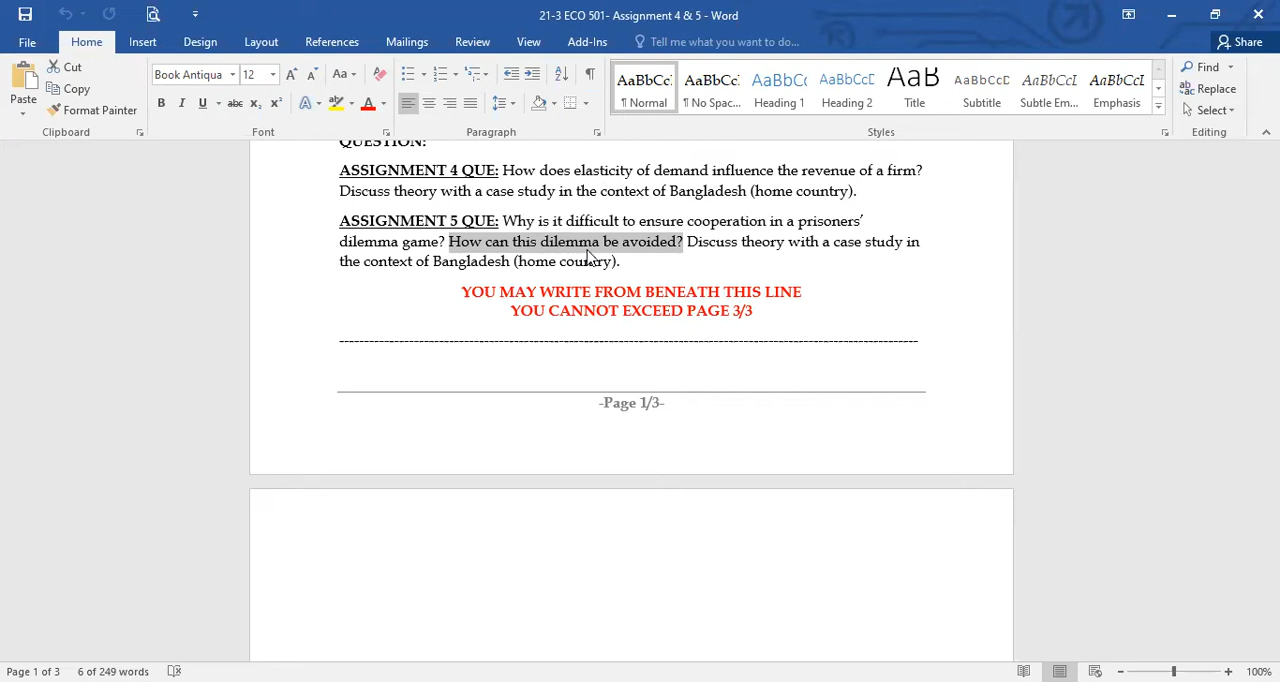 21-3 ECO 501- Assignment 4 & 5 - Word
File Home Insert Design Layout References Mailings Review View Add-Ins Tell me what you want to do... Share
Paste Cut Copy Format Painter
Clipboard
Book Antiqua 12
Font
Paragraph
AaBbCc ¶ Normal
AaBbCc ¶ No Spac...
AaBbCc Heading 1
AaBbCc Heading 2
AaB Title
AaBbCcD Subtitle
AaBbCcL Subtle Em...
AaBbCcL Emphasis
Styles
Find
Replace
Select
Editing
QUESTION:
ASSIGNMENT 4 QUE: How does elasticity of demand influence the revenue of a firm?
Discuss theory with a case study in the context of Bangladesh (home country).
ASSIGNMENT 5 QUE: Why is it difficult to ensure cooperation in a prisoners’
dilemma game? How can this dilemma be avoided? Discuss theory with a case study in
the context of Bangladesh (home country).
YOU MAY WRITE FROM BENEATH THIS LINE
YOU CANNOT EXCEED PAGE 3/3
-Page 1/3-
Page 1 of 3 6 of 249 words 100%